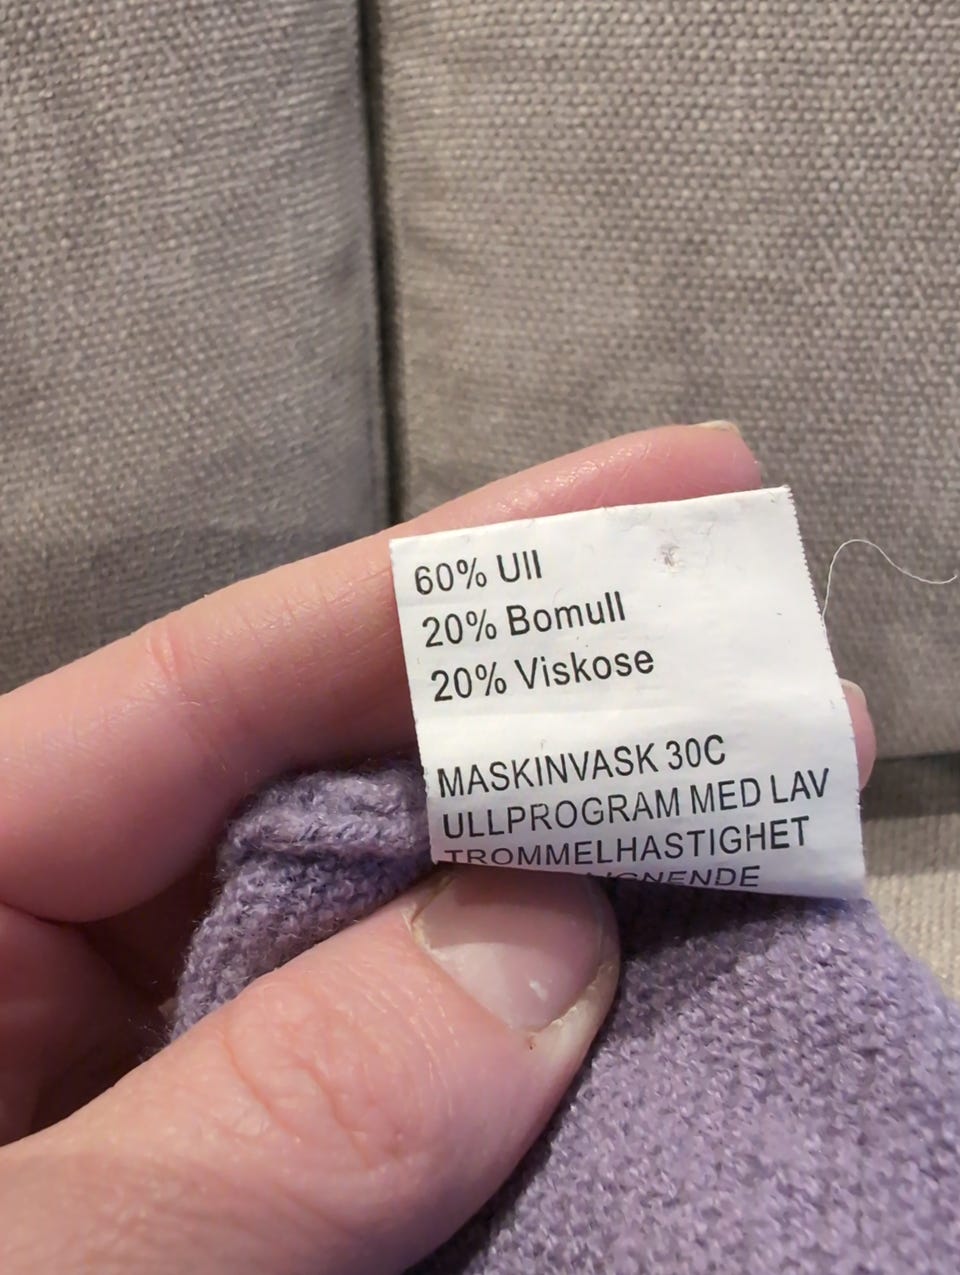 60% Ull
20% Bomull
20% Viskose
MASKINVASK 30C
ULLPROGRAM MED LAV
TROMMELHASTIGHET